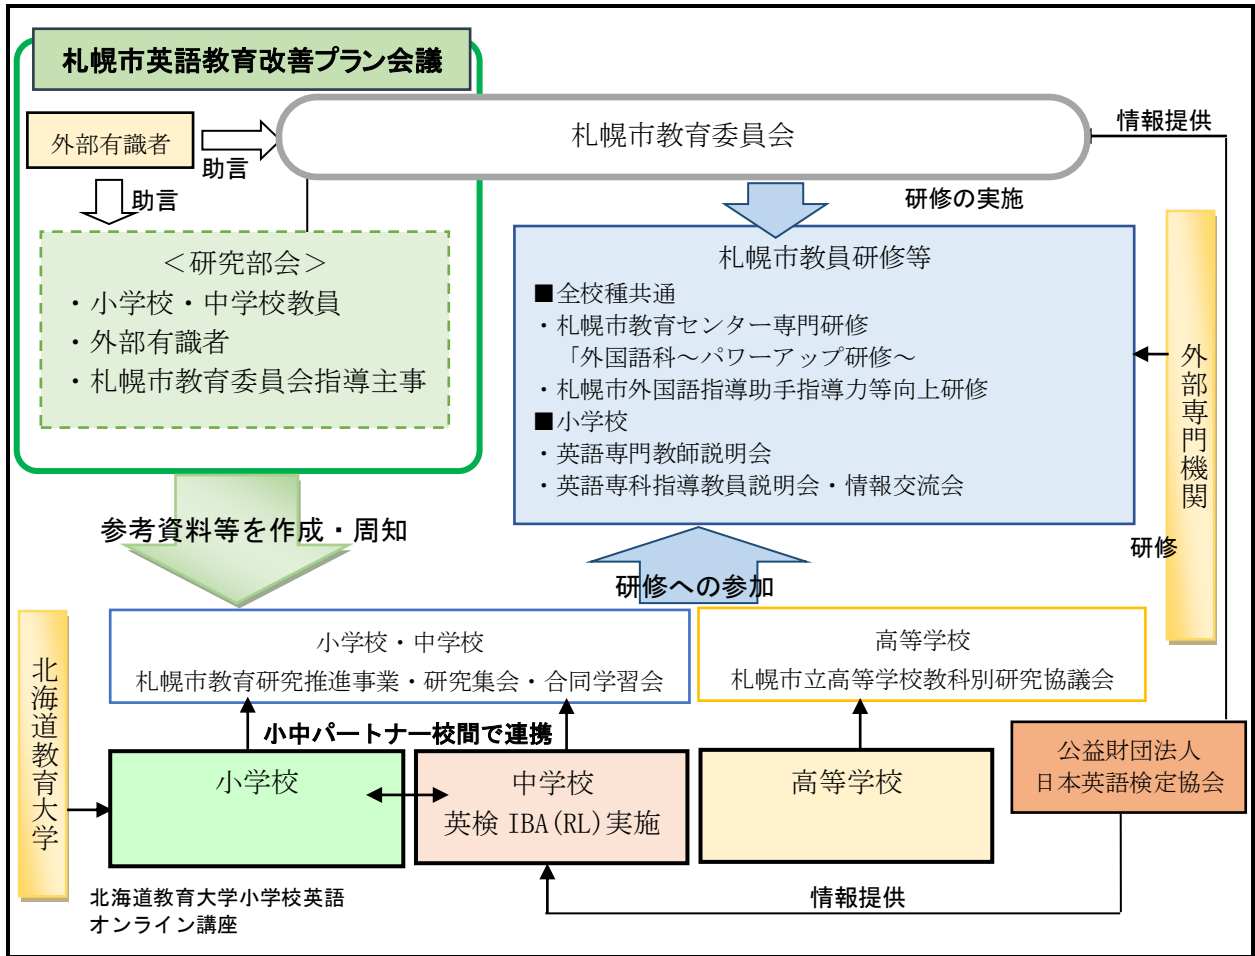 札幌市英語教育改善プラン会議
外部有識者
助言
助言
札幌市教育委員会
情報提供
研修の実施
＜研究部会＞
・小学校・中学校教員
・外部有識者
・札幌市教育委員会指導主事
札幌市教員研修等
■全校種共通
・札幌市教育センター専門研修
「外国語科～パワーアップ研修～
・札幌市外国語指導助手指導力等向上研修
■小学校
・英語専門教師説明会
・英語専科指導教員説明会・情報交流会
外部専門機関
研修
参考資料等を作成・周知
研修への参加
小学校・中学校
札幌市教育研究推進事業・研究集会・合同学習会
高等学校
札幌市立高等学校教科別研究協議会
北海道教育大学
小中パートナー校間で連携
小学校
中学校
英検 IBA(RL)実施
高等学校
公益財団法人
日本英語検定協会
情報提供
北海道教育大学小学校英語
オンライン講座